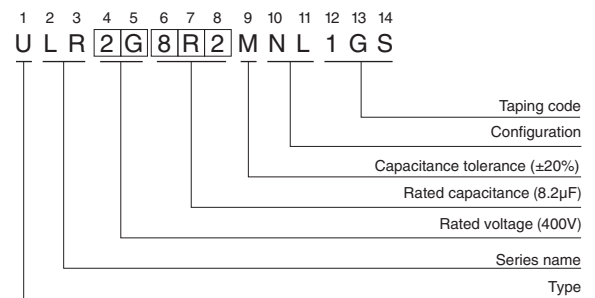 1 2 3 4 5 6 7 8 9 10 11 12 13 14
U L R 2 G 8 R 2 M N L 1 G S
Taping code
Configuration
Capacitance tolerance (±20%)
Rated capacitance (8.2µF)
Rated voltage (400V)
Series name
Type